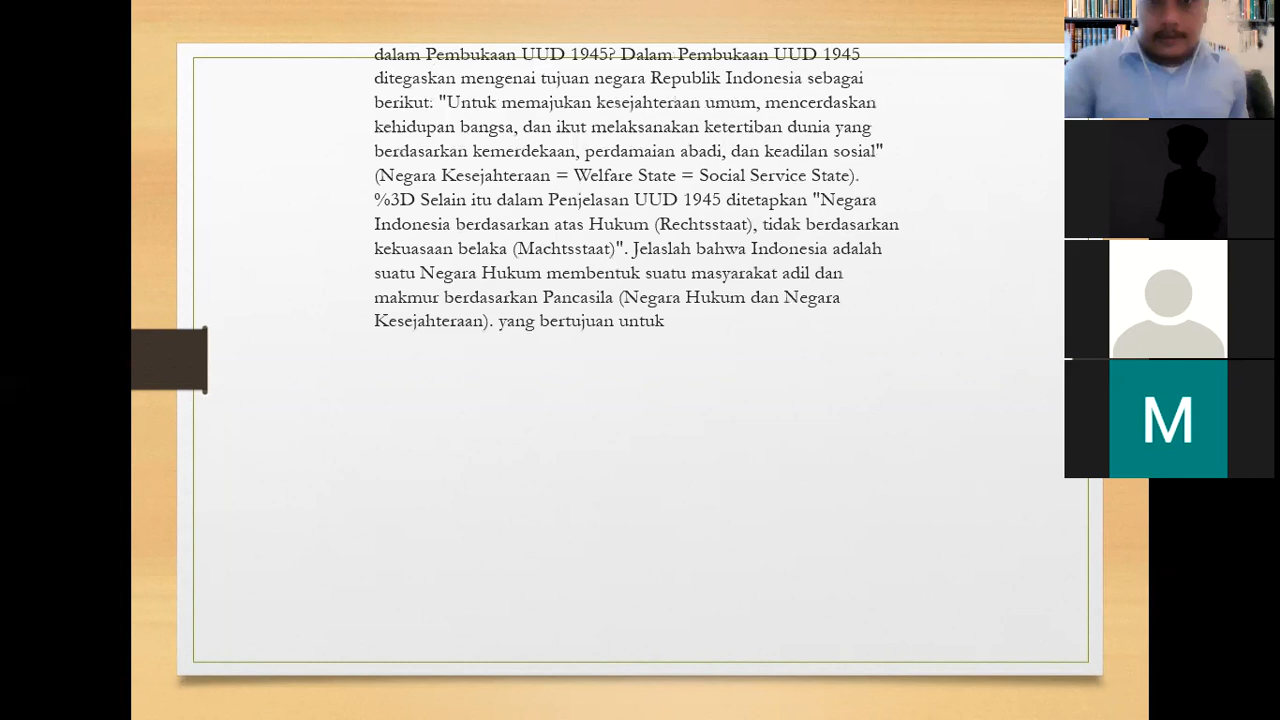 dalam Pembukaan UUD 1945? Dalam Pembukaan UUD 1945
ditegaskan mengenai tujuan negara Republik Indonesia sebagai
berikut: "Untuk memajukan kesejahteraan umum, mencerdaskan
kehidupan bangsa, dan ikut melaksanakan ketertiban dunia yang
berdasarkan kemerdekaan, perdamaian abadi, dan keadilan sosial"
(Negara Kesejahteraan = Welfare State = Social Service State).
%3D Selain itu dalam Penjelasan UUD 1945 ditetapkan "Negara
Indonesia berdasarkan atas Hukum (Rechtsstaat), tidak berdasarkan
kekuasaan belaka (Machtsstaat)". Jelaslah bahwa Indonesia adalah
suatu Negara Hukum membentuk suatu masyarakat adil dan
makmur berdasarkan Pancasila (Negara Hukum dan Negara
Kesejahteraan). yang bertujuan untuk
M